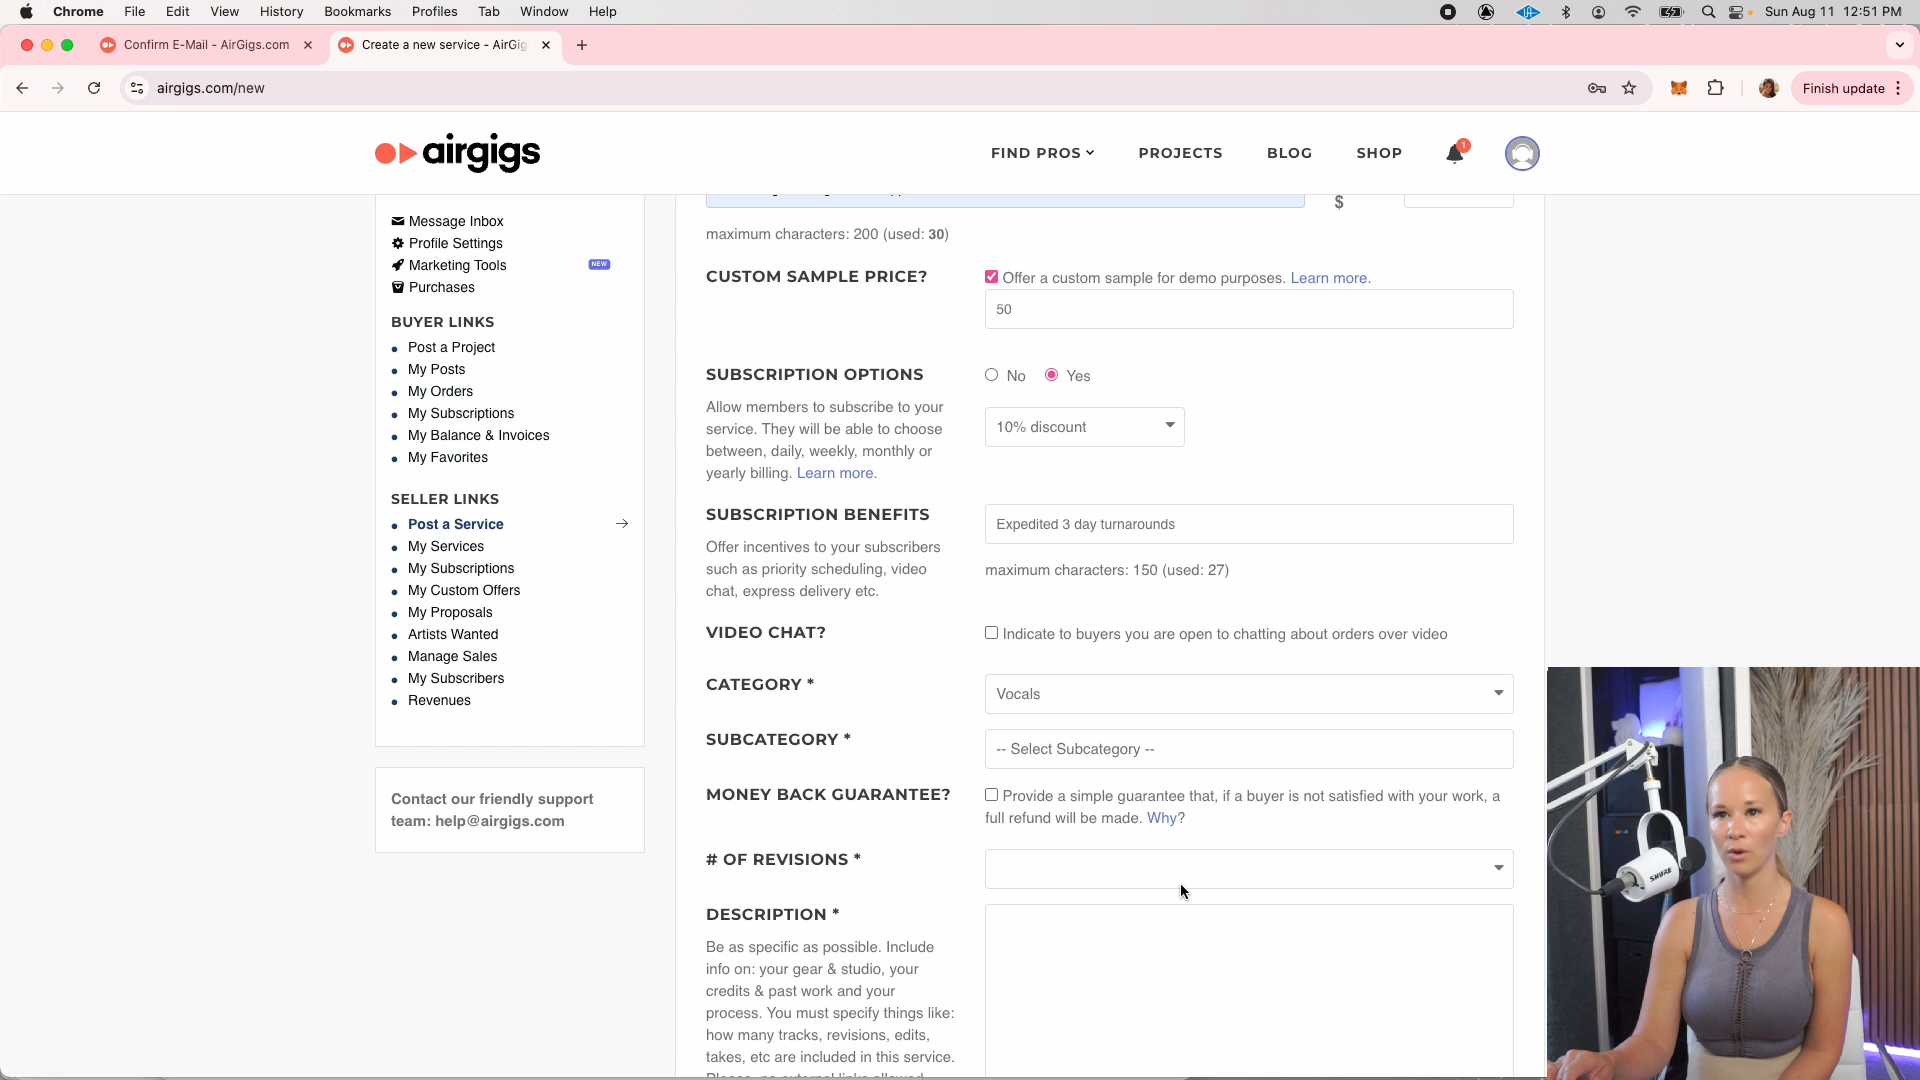 Chrome File Edit View History Bookmarks Profiles Tab Window Help Sun Aug 11 12:51 PM
Confirm E-Mail - AirGigs.com Create a new service - AirGig
airgigs.com/new Finish update
airgigs FIND PROS PROJECTS BLOG SHOP 1
Message Inbox
Profile Settings
Marketing Tools NEW
Purchases
BUYER LINKS
Post a Project
My Posts
My Orders
My Subscriptions
My Balance & Invoices
My Favorites
SELLER LINKS
Post a Service
My Services
My Subscriptions
My Custom Offers
My Proposals
Artists Wanted
Manage Sales
My Subscribers
Revenues
Contact our friendly support
team: help@airgigs.com
$
maximum characters: 200 (used: 30)
CUSTOM SAMPLE PRICE? Offer a custom sample for demo purposes. Learn more.
50
SUBSCRIPTION OPTIONS No Yes
Allow members to subscribe to your
service. They will be able to choose
between, daily, weekly, monthly or
yearly billing. Learn more.
10% discount
SUBSCRIPTION BENEFITS Expedited 3 day turnarounds
Offer incentives to your subscribers
such as priority scheduling, video
chat, express delivery etc.
maximum characters: 150 (used: 27)
VIDEO CHAT? Indicate to buyers you are open to chatting about orders over video
CATEGORY * Vocals
SUBCATEGORY * -- Select Subcategory --
MONEY BACK GUARANTEE? Provide a simple guarantee that, if a buyer is not satisfied with your work, a
full refund will be made. Why?
# OF REVISIONS *
DESCRIPTION *
Be as specific as possible. Include
info on: your gear & studio, your
credits & past work and your
process. You must specify things like:
how many tracks, revisions, edits,
takes, etc are included in this service.
SHURE